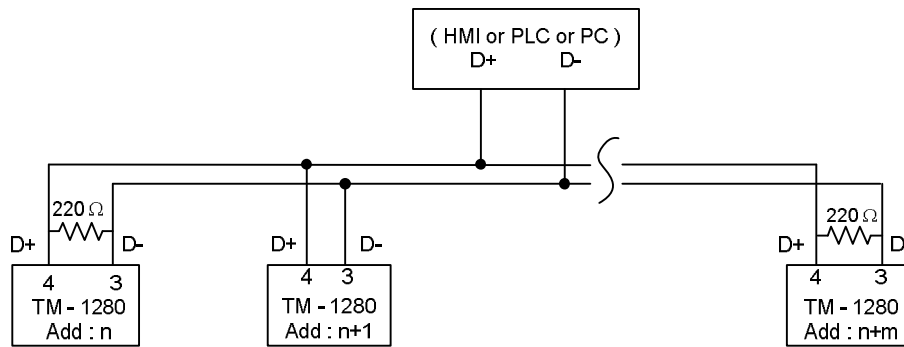 ( HMI or PLC or PC )
D+ D-
220 Ω
D+ D-
4 3
TM - 1280
Add : n
D+ D-
4 3
TM - 1280
Add : n+1
220 Ω
D+ D
4 3
TM - 1280
Add : n+m